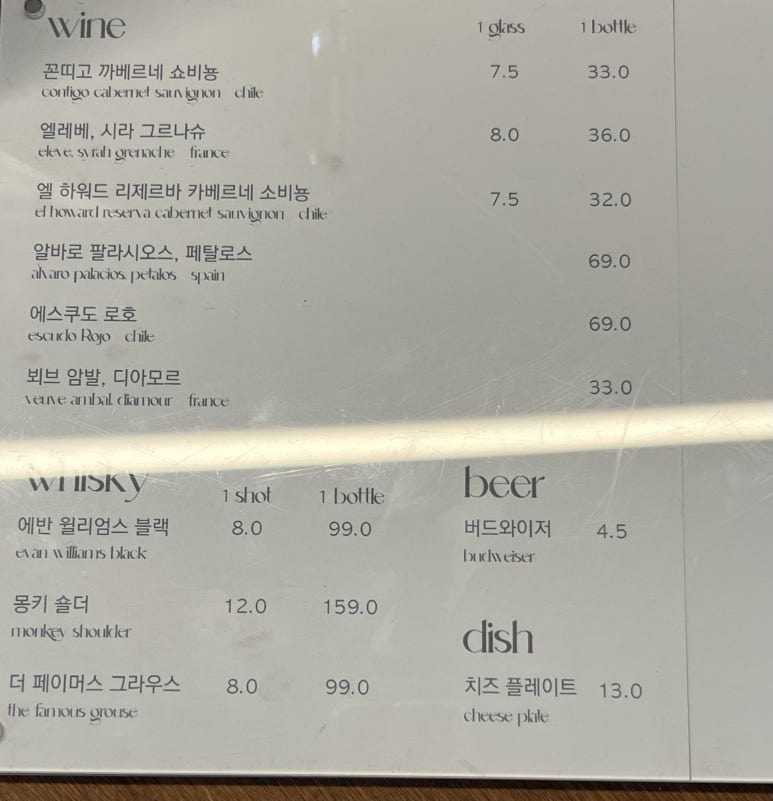 wine 1 glass 1 bottle
꼰띠고 까베르네 쇼비뇽 7.5 33.0
contigo cabernet sauvignon chile
엘레베, 시라 그르나슈 8.0 36.0
eleve, syrah grenache france
엘 하워드 리제르바 카베르네 소비뇽 7.5 32.0
el howard reserva cabernet sauvignon chile
알바로 팔라시오스, 페탈로스 69.0
alvaro palacios, petalos spain
에스쿠도 로호 69.0
escudo Rojo chile
뵈브 암발, 디아모르 33.0
veuve ambal, diamour france
whisky 1 shot 1 bottle
에반 윌리엄스 블랙 8.0 99.0
evan williams black
몽키 숄더 12.0 159.0
monkey shoulder
더 페이머스 그라우스 8.0 99.0
the famous grouse
beer
버드와이저 4.5
budweiser
dish
치즈 플레이트 13.0
cheese plate